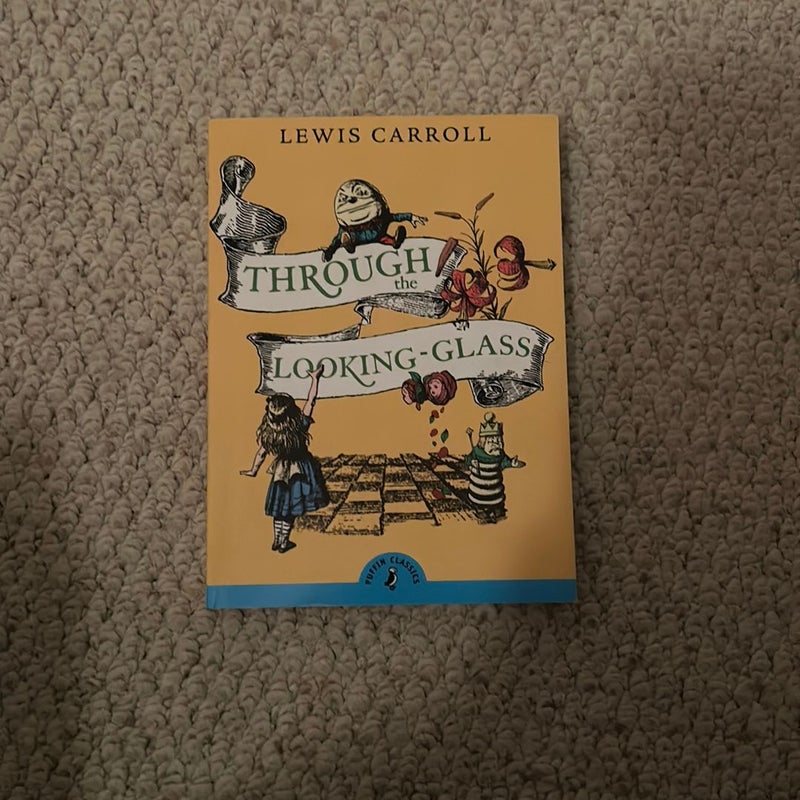 LEWIS CARROLL
THROUGH
the
LOOKING-GLASS
PUFFIN CLASSICS